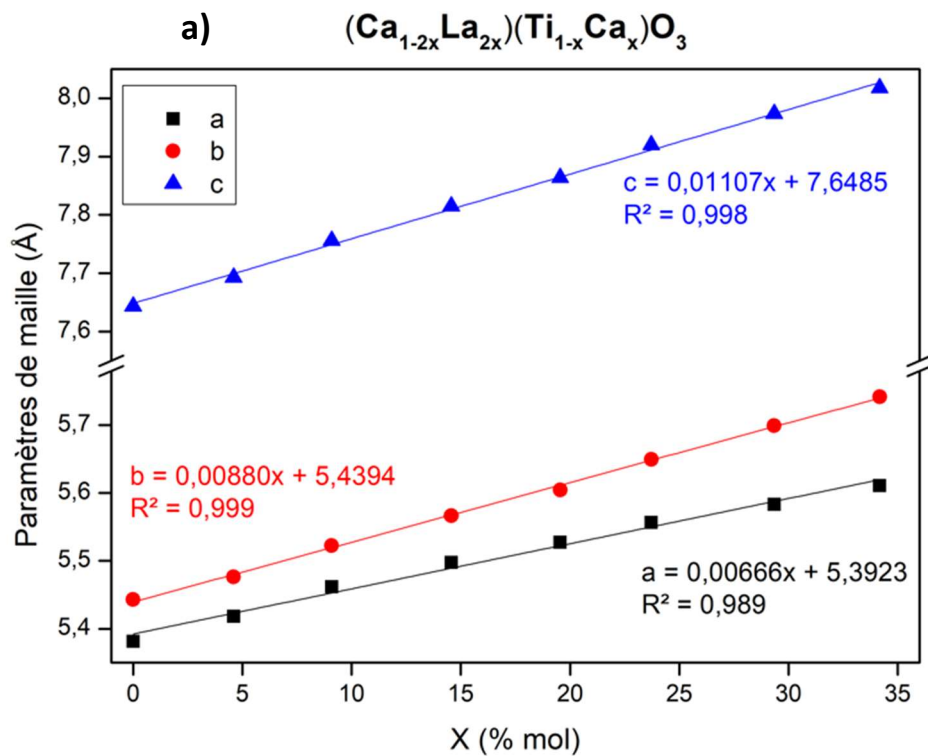 a)
(Ca1-2xLa2x)(Ti1-xCax)O3
8,0
7,9
7,8
7,7
7,6
5,7
5,6
5,5
5,4
Paramètres de maille (Å)
a
b
c
c = 0,01107x + 7,6485
R² = 0,998
b = 0,00880x + 5,4394
R² = 0,999
a = 0,00666x + 5,3923
R² = 0,989
0 5 10 15 20 25 30 35
X (% mol)